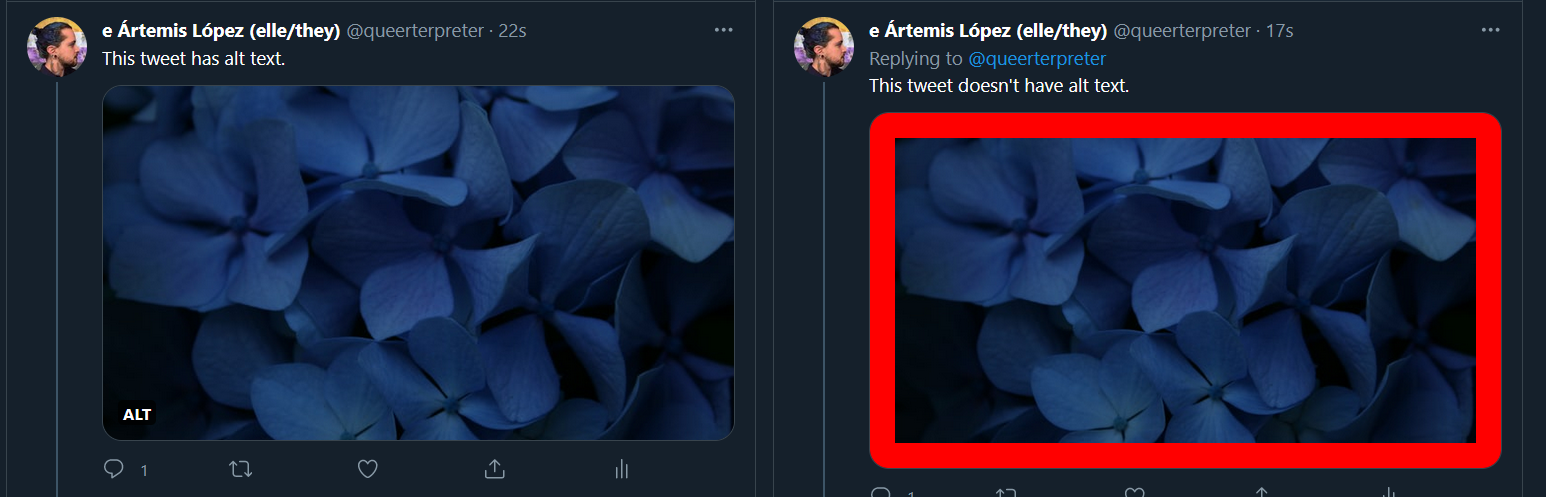 e Ártemis López (elle/they) @queerterpreter · 22s
This tweet has alt text.
ALT
1
e Ártemis López (elle/they) @queerterpreter · 17s
Replying to @queerterpreter
This tweet doesn't have alt text.
1